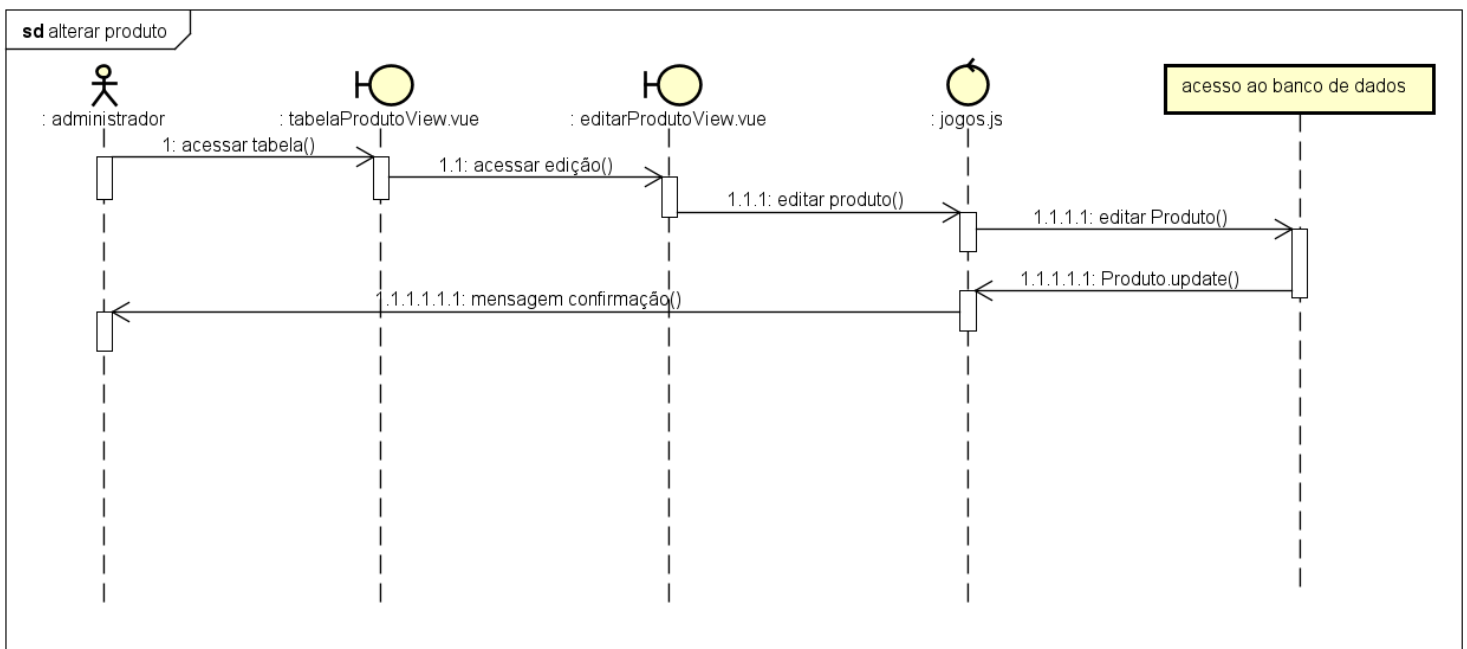 sd alterar produto
acesso ao banco de dados
: administrador
: tabelaProdutoView.vue
: editarProdutoView.vue
: jogos.js
1: acessar tabela()
1.1: acessar edição()
1.1.1: editar produto()
1.1.1.1: editar Produto()
1.1.1.1.1: Produto.update()
1.1.1.1.1.1: mensagem confirmação()